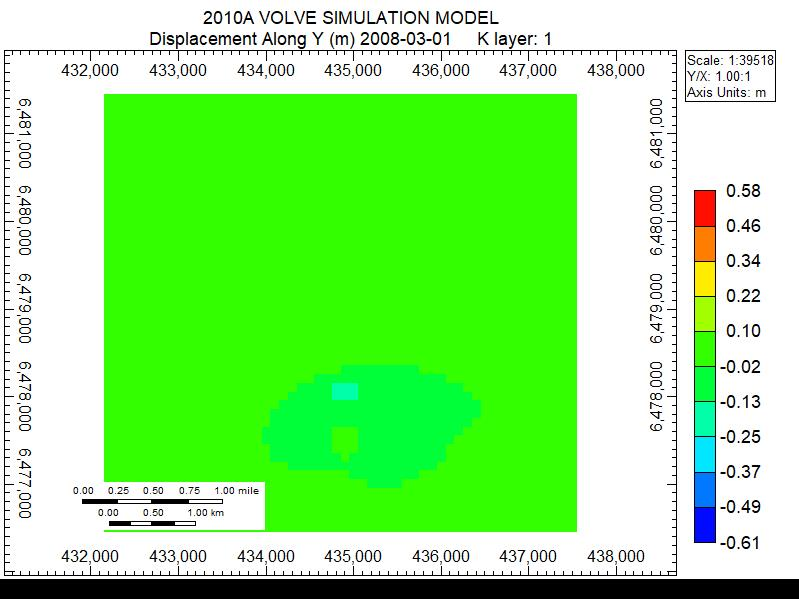 2010A VOLVE SIMULATION MODEL
Displacement Along Y (m) 2008-03-01 K layer: 1
Scale: 1:39518
Y/X: 1.00:1
Axis Units: m
432,000 433,000 434,000 435,000 436,000 437,000 438,000
6,481,000
6,480,000
6,479,000
6,478,000
6,477,000
6,481,000
6,480,000
6,479,000
6,478,000
0.58
0.46
0.34
0.22
0.10
-0.02
-0.13
-0.25
-0.37
-0.49
-0.61
0.00 0.25 0.50 0.75 1.00 mile
0.00 0.50 1.00 km
432,000 433,000 434,000 435,000 436,000 437,000 438,000